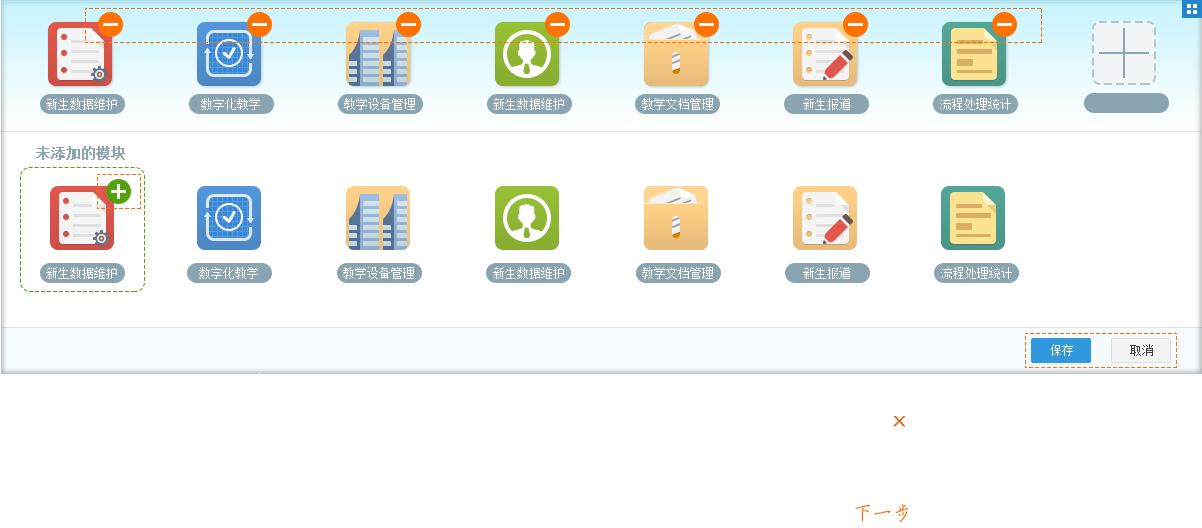 新生数据维护 数字化教学 教学设备管理 新生数据维护 教学文档管理 新生报道 流程处理统计
未添加的模块
新生数据维护 数字化教学 教学设备管理 新生数据维护 教学文档管理 新生报道 流程处理统计
保存 取消
下一步